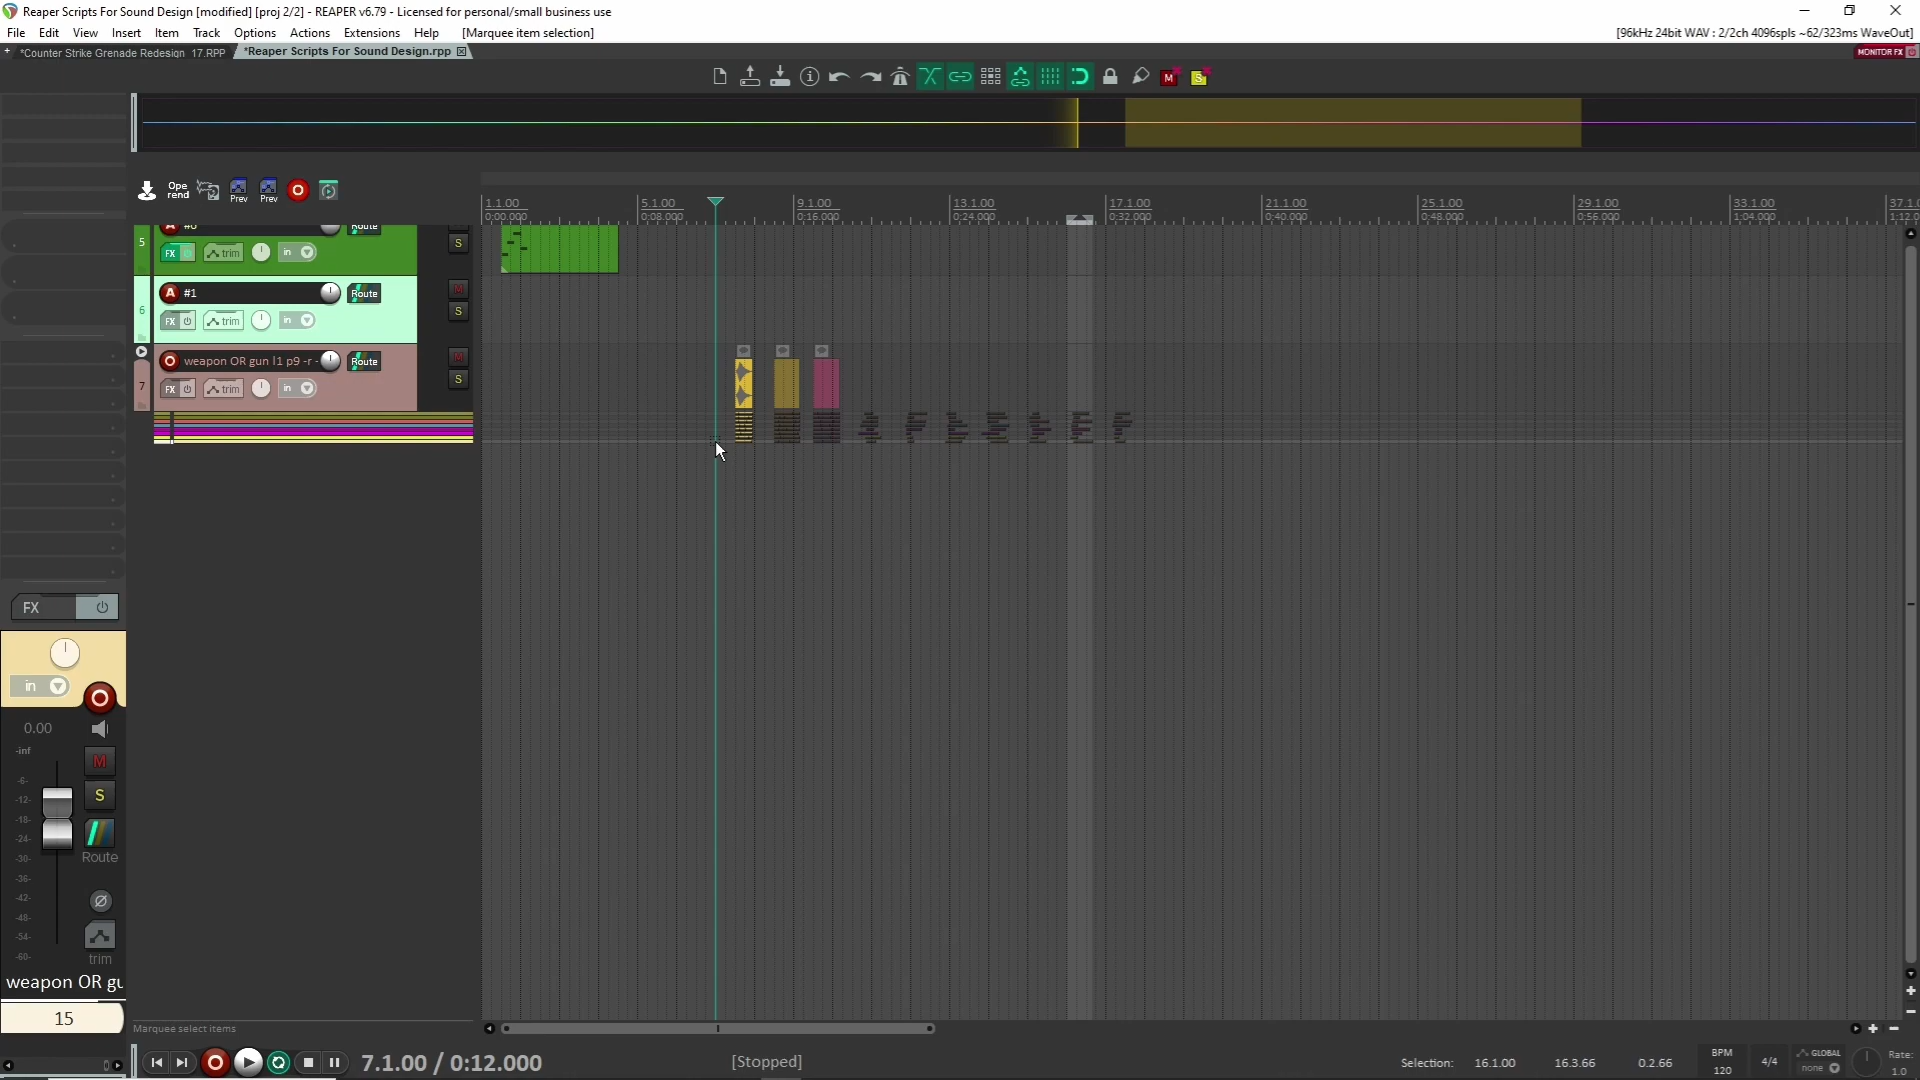 Reaper Scripts For Sound Design [modified] [proj 2/2] - REAPER v6.79 - Licensed for personal/small business use
File Edit View Insert Item Track Options Actions Extensions Help [Marquee item selection]
[96kHz 24bit WAV : 2/2ch 4096spls ~62/323ms WaveOut]
*Counter Strike Grenade Redesign 17.RPP
*Reaper Scripts For Sound Design.rpp
MONITOR FX
M
S
Ope
rend
Prev
Prev
1.1.00 5.1.00 9.1.00 13.1.00 17.1.00 21.1.00 25.1.00 29.1.00 33.1.00
0:00.000 0:08.000 0:16.000 0:24.000 0:32.000 0:40.000 0:48.000 0:56.000 1:04.000
5
A
Route
FX trim in
S
6
A #1 Route
M
FX trim in
S
7
weapon OR gun l1 p9 -r - Route
M
FX trim in
S
FX
in
0.00
-inf
M
-6-
-12-
S
-18-
-24-
-30-
Route
-36-
-42-
-48-
-54-
-60-
trim
weapon OR gu
15
Marquee select items
7.1.00 / 0:12.000
[Stopped]
Selection: 16.1.00 16.3.66 0.2.66
BPM
120
4/4
GLOBAL
none
Rate:
1.0